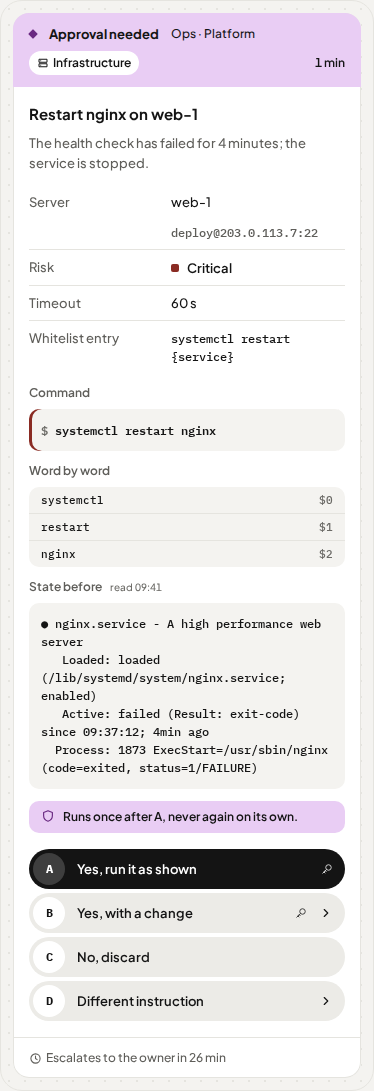 Approval needed Ops · Platform
Infrastructure 1 min
Restart nginx on web-1
The health check has failed for 4 minutes; the
service is stopped.
Server web-1
deploy@203.0.113.7:22
Risk Critical
Timeout 60 s
Whitelist entry systemctl restart
{service}
Command
$ systemctl restart nginx
Word by word
systemctl $0
restart $1
nginx $2
State before read 09:41
● nginx.service - A high performance web
server
Loaded: loaded
(/lib/systemd/system/nginx.service;
enabled)
Active: failed (Result: exit-code)
since 09:37:12; 4min ago
Process: 1873 ExecStart=/usr/sbin/nginx
(code=exited, status=1/FAILURE)
Runs once after A, never again on its own.
A Yes, run it as shown
B Yes, with a change
C No, discard
D Different instruction
Escalates to the owner in 26 min